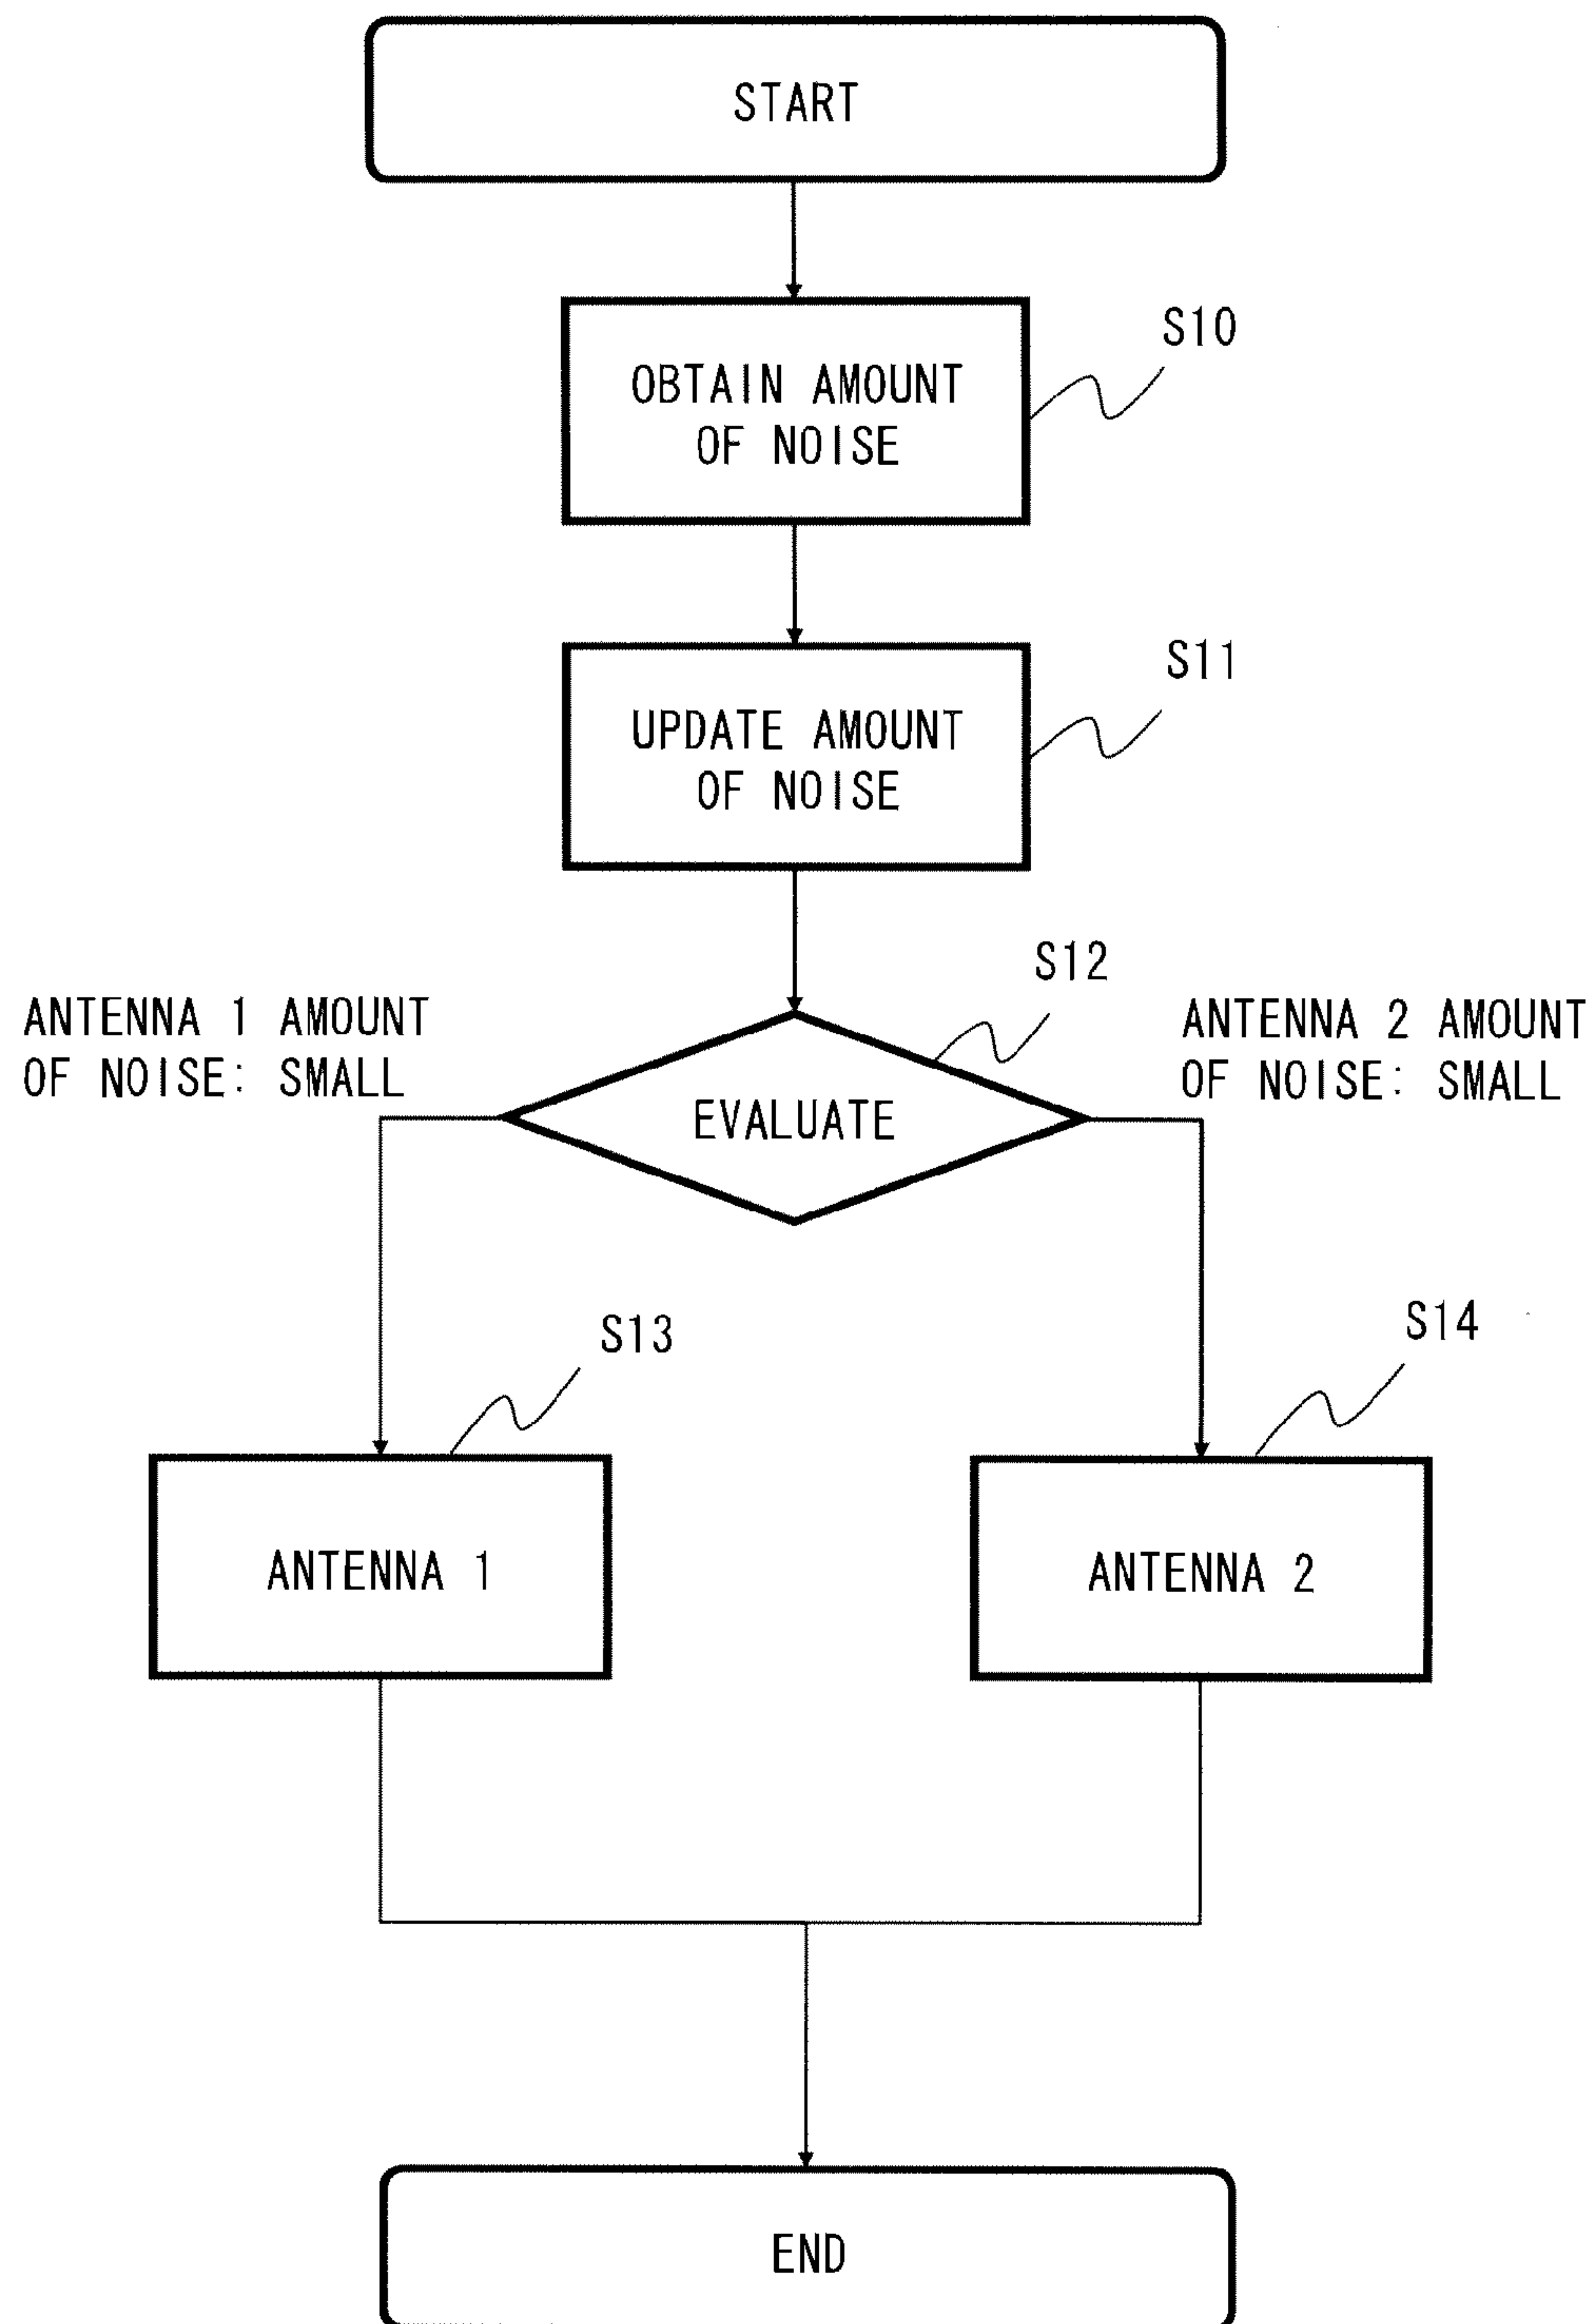 START
S10
OBTAIN AMOUNT
OF NOISE
S11
UPDATE AMOUNT
OF NOISE
S12
ANTENNA 1 AMOUNT
OF NOISE: SMALL
ANTENNA 2 AMOUNT
OF NOISE: SMALL
EVALUATE
S13
S14
ANTENNA 1
ANTENNA 2
END